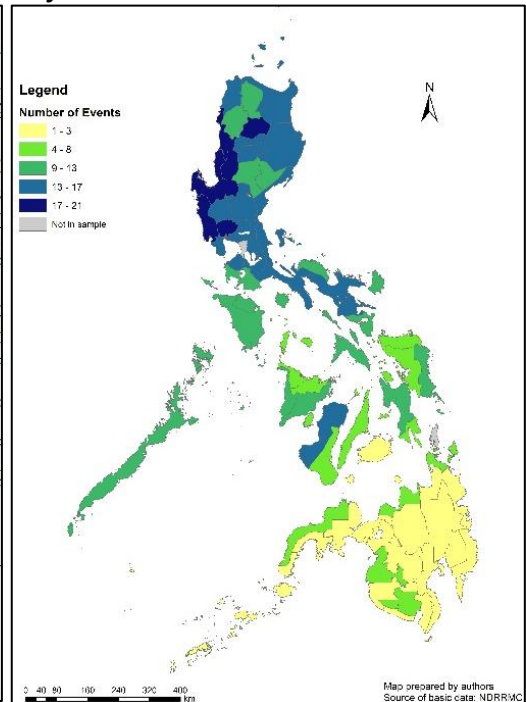 Legend
Number of Events
1 - 3
4 - 8
9 - 13
13 - 17
17 - 21
Not in sample
N
0 40 80 160 240 320 400
km
Map prepared by authors
Source of basic data: NDRRMC